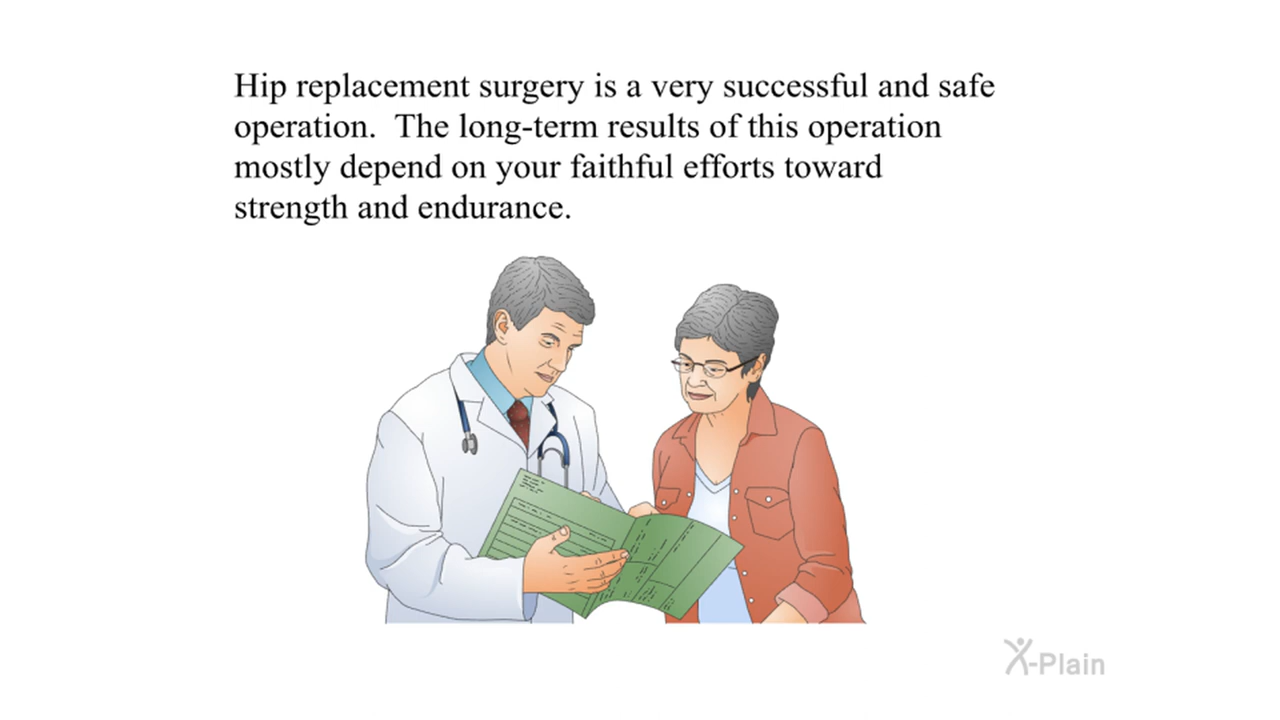 Hip replacement surgery is a very successful and safe
operation.  The long-term results of this operation
mostly depend on your faithful efforts toward
strength and endurance.
X-Plain